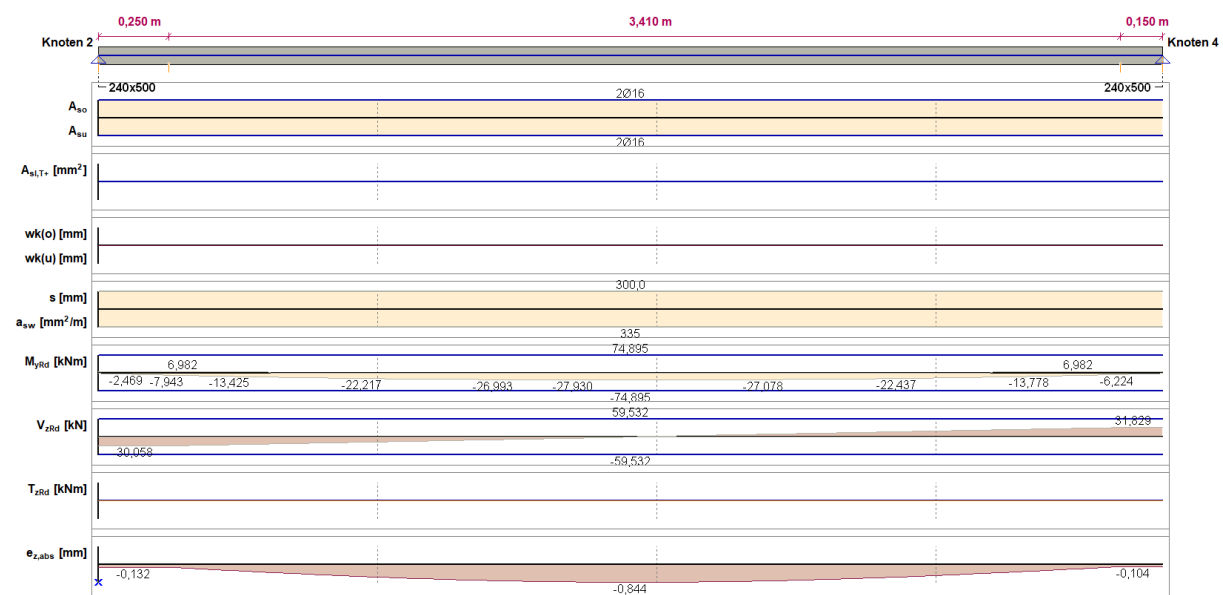 0,250 m 3,410 m 0,150 m
Knoten 2 Knoten 4
240x500 240x500
2Ø16
Aso
Asu
2Ø16
Asl,T+ [mm²]
wk(o) [mm]
wk(u) [mm]
300,0
s [mm]
asw [mm²/m]
335
74,895
MyRd [kNm]
6,982 6,982
-2,469 -7,943 -13,425 -22,217 -26,993 -27,930 -27,078 -22,437 -13,778 -6,224
-74,895
59,532
VzRd [kN]
31,829
-30,058
-59,532
TzRd [kNm]
ez,abs [mm]
-0,132 -0,844 -0,104